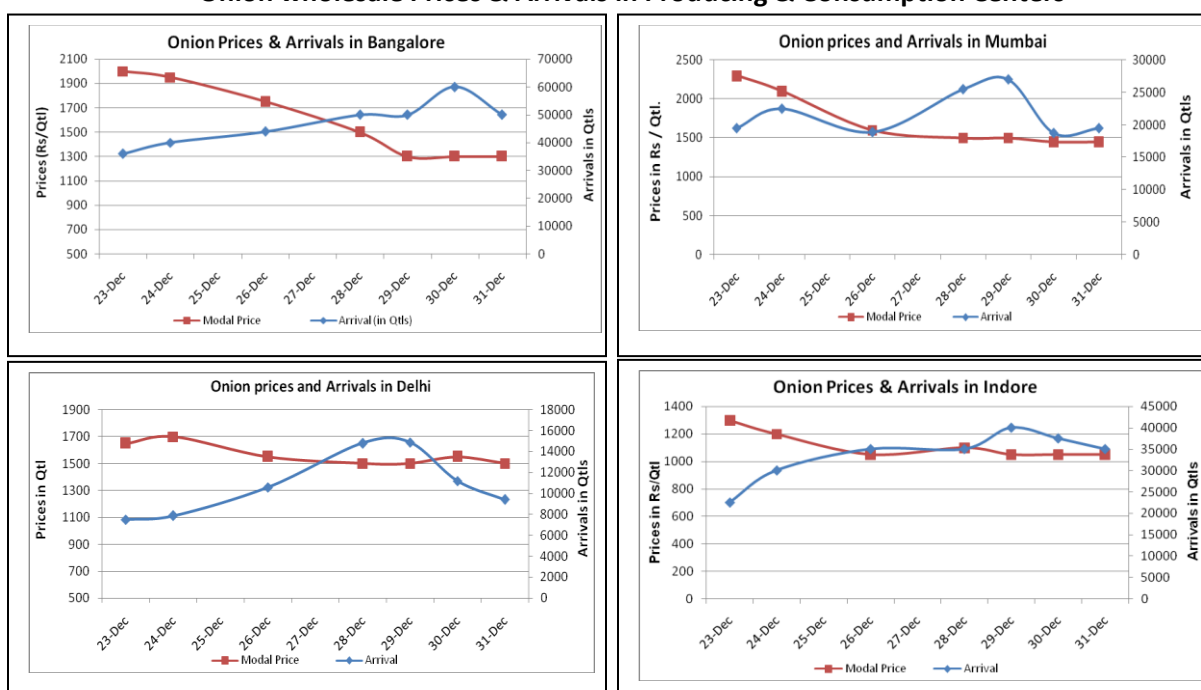 Onion Wholesale Prices & Arrivals in Producing & Consumption Centers
Onion Prices & Arrivals in Bangalore
2100
1900
1700
1500
1300
1100
900
700
500
Prices (Rs/Qtl)
70000
60000
50000
40000
30000
20000
10000
0
Arrivals in Qtls
23-Dec
24-Dec
25-Dec
26-Dec
27-Dec
28-Dec
29-Dec
30-Dec
31-Dec
Modal Price
Arrival (in Qtls)
Onion prices and Arrivals in Mumbai
2500
2000
1500
1000
500
0
Prices in Rs / Qtl.
30000
25000
20000
15000
10000
5000
0
Arrivals in Qtls
23-Dec
24-Dec
25-Dec
26-Dec
27-Dec
28-Dec
29-Dec
30-Dec
31-Dec
Modal Price
Arrival
Onion prices and Arrivals in Delhi
1900
1700
1500
1300
1100
900
700
500
Prices in Qtl
18000
16000
14000
12000
10000
8000
6000
4000
2000
0
Arrivals in Qtls
23-Dec
24-Dec
25-Dec
26-Dec
27-Dec
28-Dec
29-Dec
30-Dec
31-Dec
Modal Price
Arrival
Onion Prices & Arrivals in Indore
1400
1200
1000
800
600
400
200
0
Prices in Rs/Qtl
45000
40000
35000
30000
25000
20000
15000
10000
5000
0
Arrivals in Qtls
23-Dec
24-Dec
25-Dec
26-Dec
27-Dec
28-Dec
29-Dec
30-Dec
31-Dec
Modal Price
Arrival